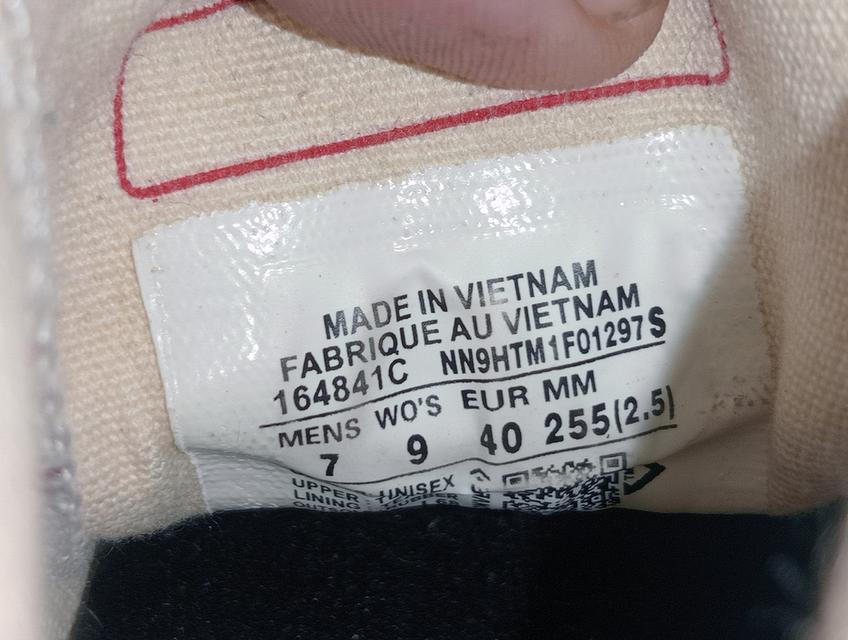 MADE IN VIETNAM
FABRIQUE AU VIETNAM
164841C NN9HTM1F01297S
MENS WO'S EUR MM
7 9 40 255(2.5)
UPPER UNISEX
LINING